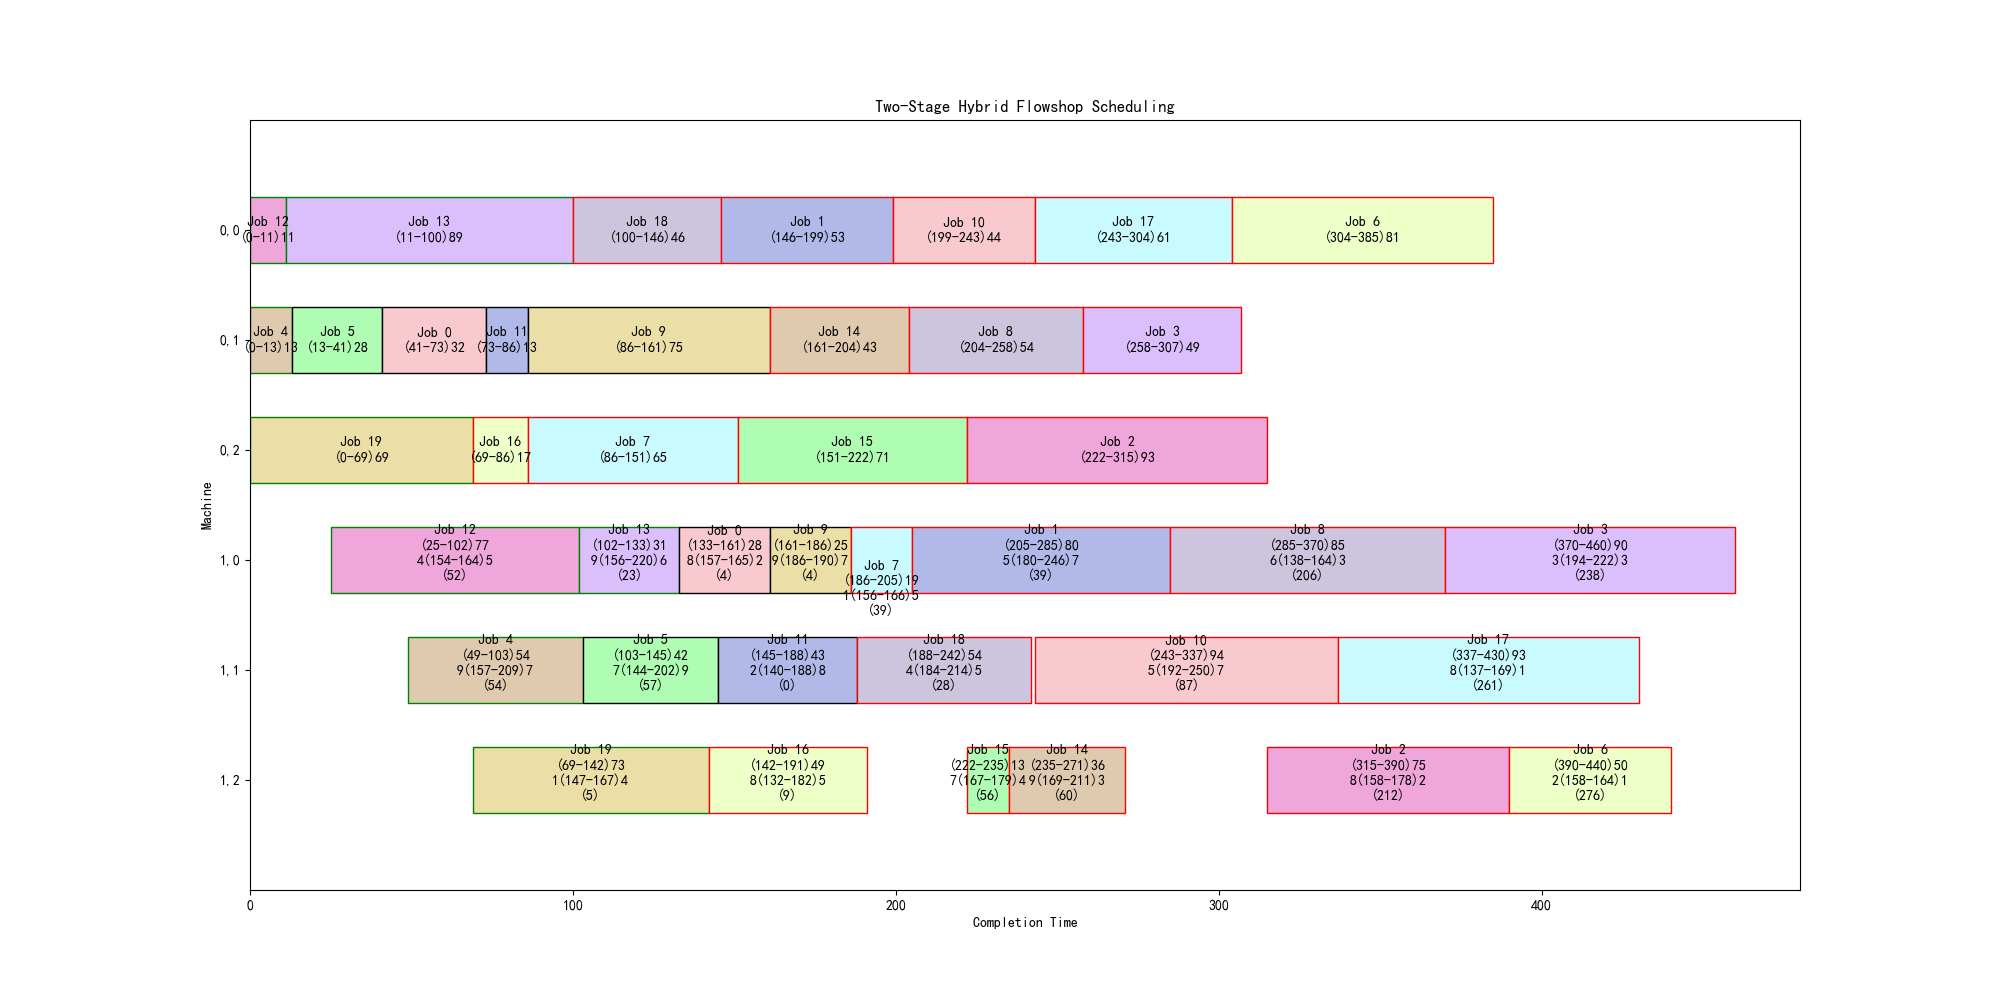 Two-Stage Hybrid Flowshop Scheduling
0,0
Job 12
(0-11)11
Job 13
(11-100)89
Job 18
(100-146)46
Job 1
(146-199)53
Job 10
(199-243)44
Job 17
(243-304)61
Job 6
(304-385)81
0,1
Job 4
(0-13)13
Job 5
(13-41)28
Job 0
(41-73)32
Job 11
(73-86)13
Job 9
(86-161)75
Job 14
(161-204)43
Job 8
(204-258)54
Job 3
(258-307)49
0,2
Job 19
(0-69)69
Job 16
(69-86)17
Job 7
(86-151)65
Job 15
(151-222)71
Job 2
(222-315)93
Machine
1,0
Job 12
(25-102)77
4(154-164)5
(52)
Job 13
(102-133)31
9(156-220)6
(23)
Job 0
(133-161)28
8(157-165)2
(4)
Job 9
(161-186)25
9(186-190)7
(4)
Job 7
(186-205)19
1(156-166)5
(39)
Job 1
(205-285)80
5(180-246)7
(39)
Job 8
(285-370)85
6(138-164)3
(206)
Job 3
(370-460)90
3(194-222)3
(238)
1,1
Job 4
(49-103)54
9(157-209)7
(54)
Job 5
(103-145)42
7(144-202)9
(57)
Job 11
(145-188)43
2(140-188)8
(0)
Job 18
(188-242)54
4(184-214)5
(28)
Job 10
(243-337)94
5(192-250)7
(87)
Job 17
(337-430)93
8(137-169)1
(261)
1,2
Job 19
(69-142)73
1(147-167)4
(5)
Job 16
(142-191)49
8(132-182)5
(9)
Job 15
(222-235)13
7(167-179)4
(56)
Job 14
(235-271)36
9(169-211)3
(60)
Job 2
(315-390)75
8(158-178)2
(212)
Job 6
(390-440)50
2(158-164)1
(276)
0
100
200
300
400
Completion Time